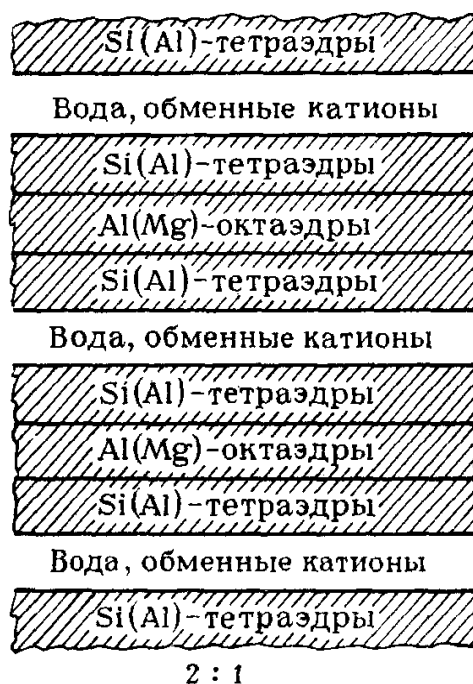 Si(Al)-тетраэдры
Вода, обменные катионы
Si(Al)-тетраэдры
Al(Mg)-октаэдры
Si(Al)-тетраэдры
Вода, обменные катионы
Si(Al)-тетраэдры
Al(Mg)-октаэдры
Si(Al)-тетраэдры
Вода, обменные катионы
Si(Al)-тетраэдры
2 : 1